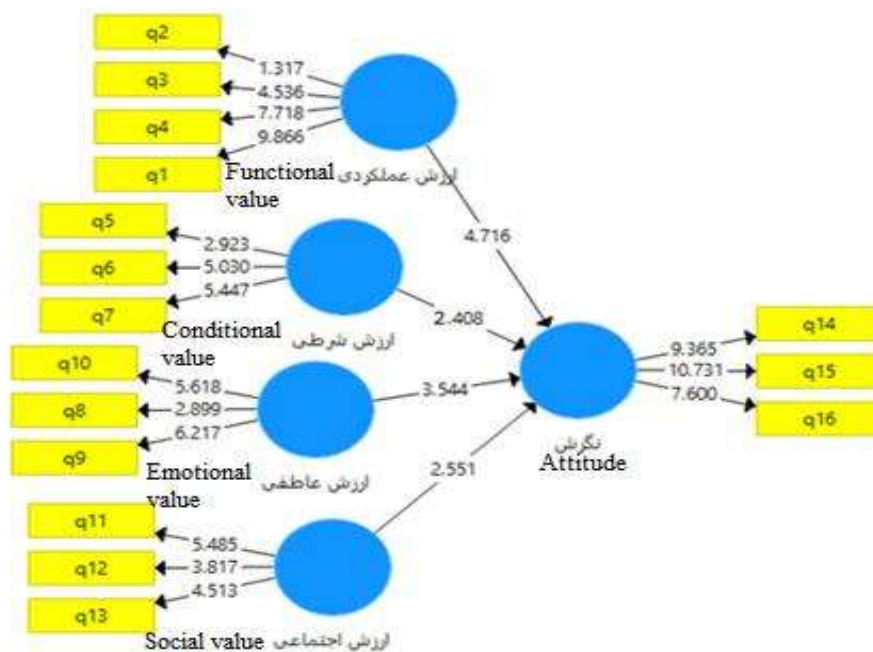 q2
1.317
q3
4.536
q4
7.718
q1
9.866
Functional value
ارزش عملکردی
4.716
q5
2.923
q6
5.030
q7
5.447
Conditional value
ارزش شرطی
2.408
q10
5.618
q8
2.899
q9
6.217
Emotional value
ارزش عاطفی
3.544
q11
5.485
q12
3.817
q13
4.513
Social value
ارزش اجتماعی
2.551
نگرش
Attitude
9.365
q14
10.731
q15
7.600
q16